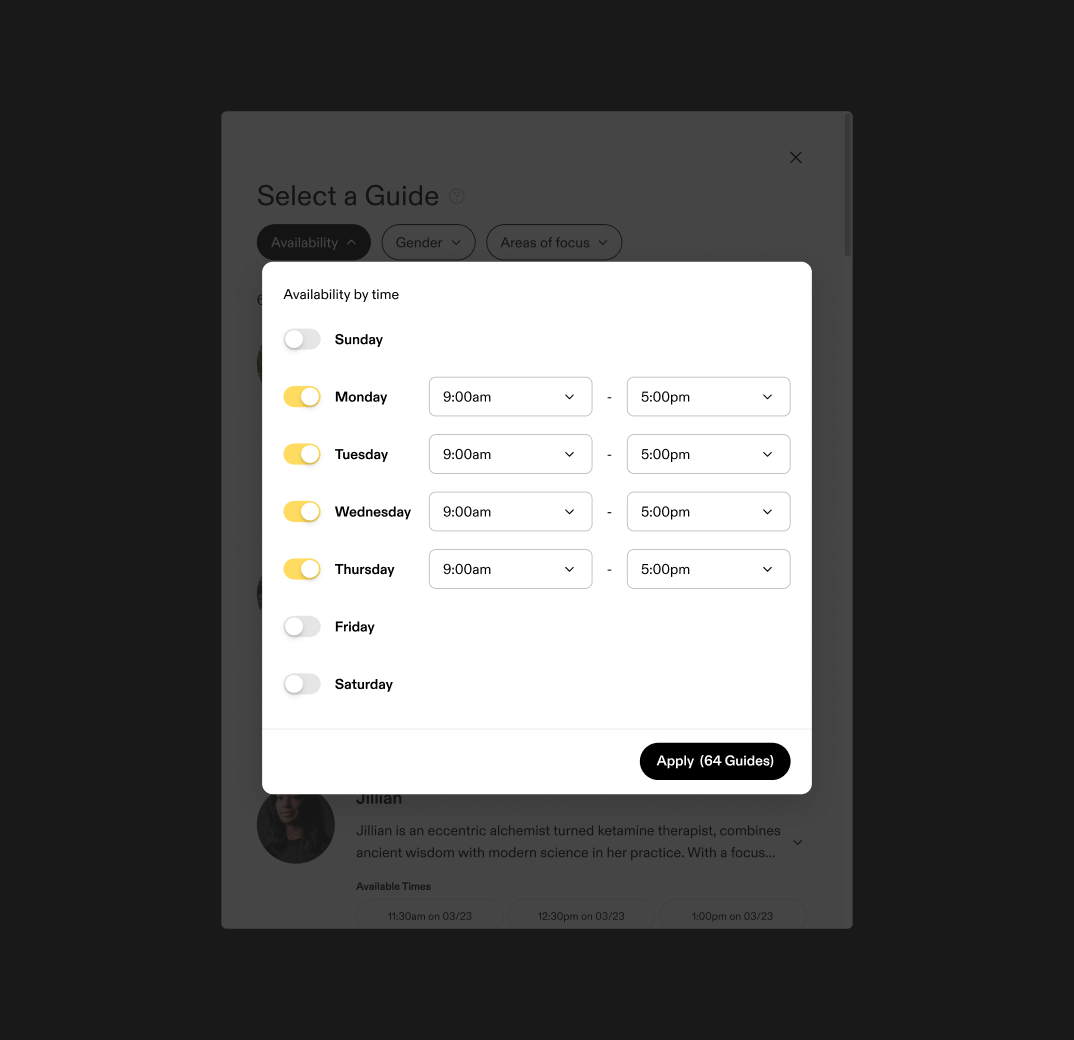 Select a Guide ?
Availability Gender Areas of focus
Availability by time
Sunday
Monday 9:00am - 5:00pm
Tuesday 9:00am - 5:00pm
Wednesday 9:00am - 5:00pm
Thursday 9:00am - 5:00pm
Friday
Saturday
Apply (64 Guides)
Jillian
Jillian is an eccentric alchemist turned ketamine therapist, combines
ancient wisdom with modern science in her practice. With a focus...
Available Times
11:30am on 03/23 12:30pm on 03/23 1:00pm on 03/23